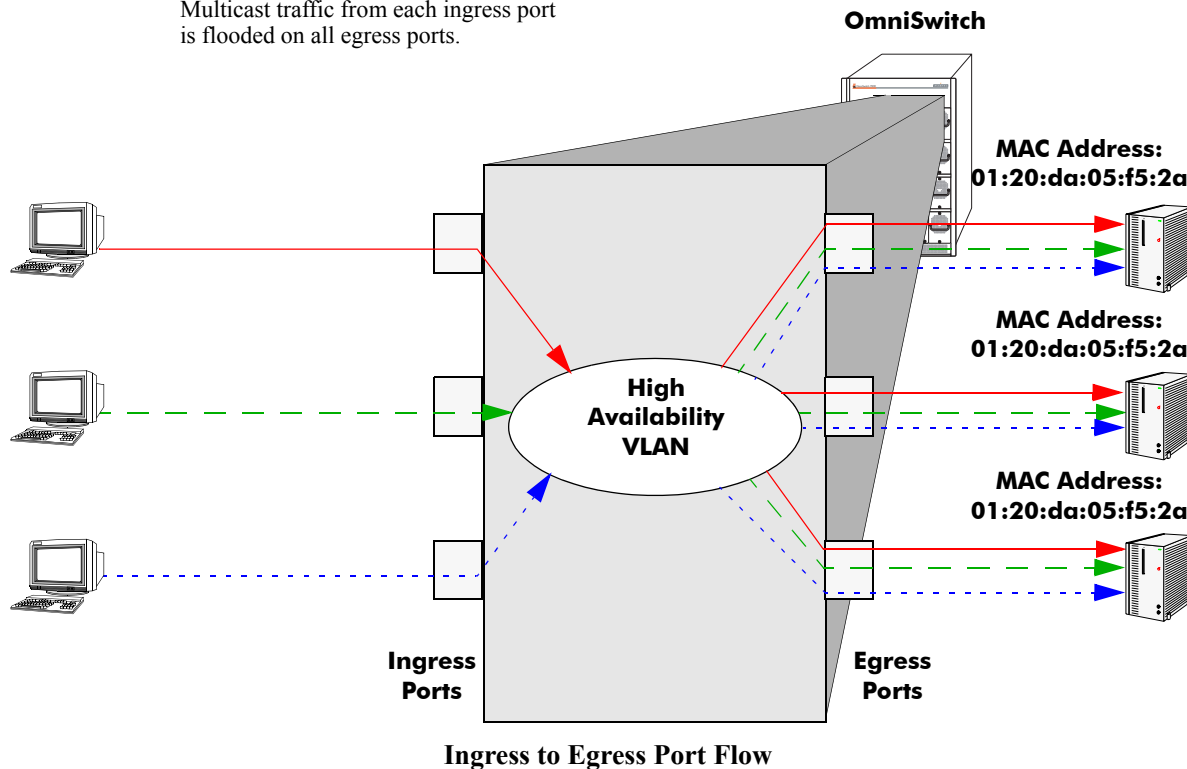 Multicast traffic from each ingress port
is flooded on all egress ports.
OmniSwitch
MAC Address:
01:20:da:05:f5:2a
MAC Address:
01:20:da:05:f5:2a
High
Availability
VLAN
MAC Address:
01:20:da:05:f5:2a
Ingress
Ports
Egress
Ports
Ingress to Egress Port Flow